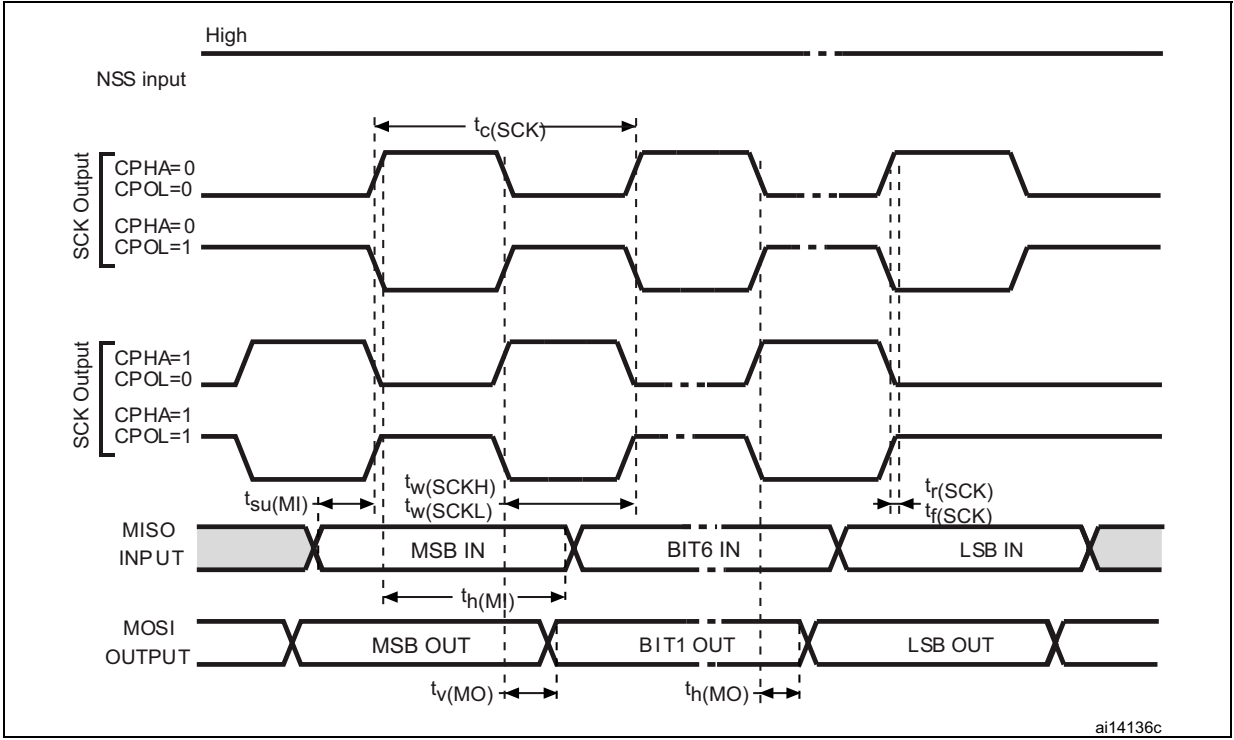 High
NSS input
tc(SCK)
SCK Output
CPHA=0
CPOL=0
CPHA=0
CPOL=1
SCK Output
CPHA=1
CPOL=0
CPHA=1
CPOL=1
tsu(MI)
tw(SCKH)
tw(SCKL)
tr(SCK)
tf(SCK)
MISO
INPUT
MSB IN
BIT6 IN
LSB IN
th(MI)
MOSI
OUTPUT
MSB OUT
BIT1 OUT
LSB OUT
tv(MO)
th(MO)
ai14136c